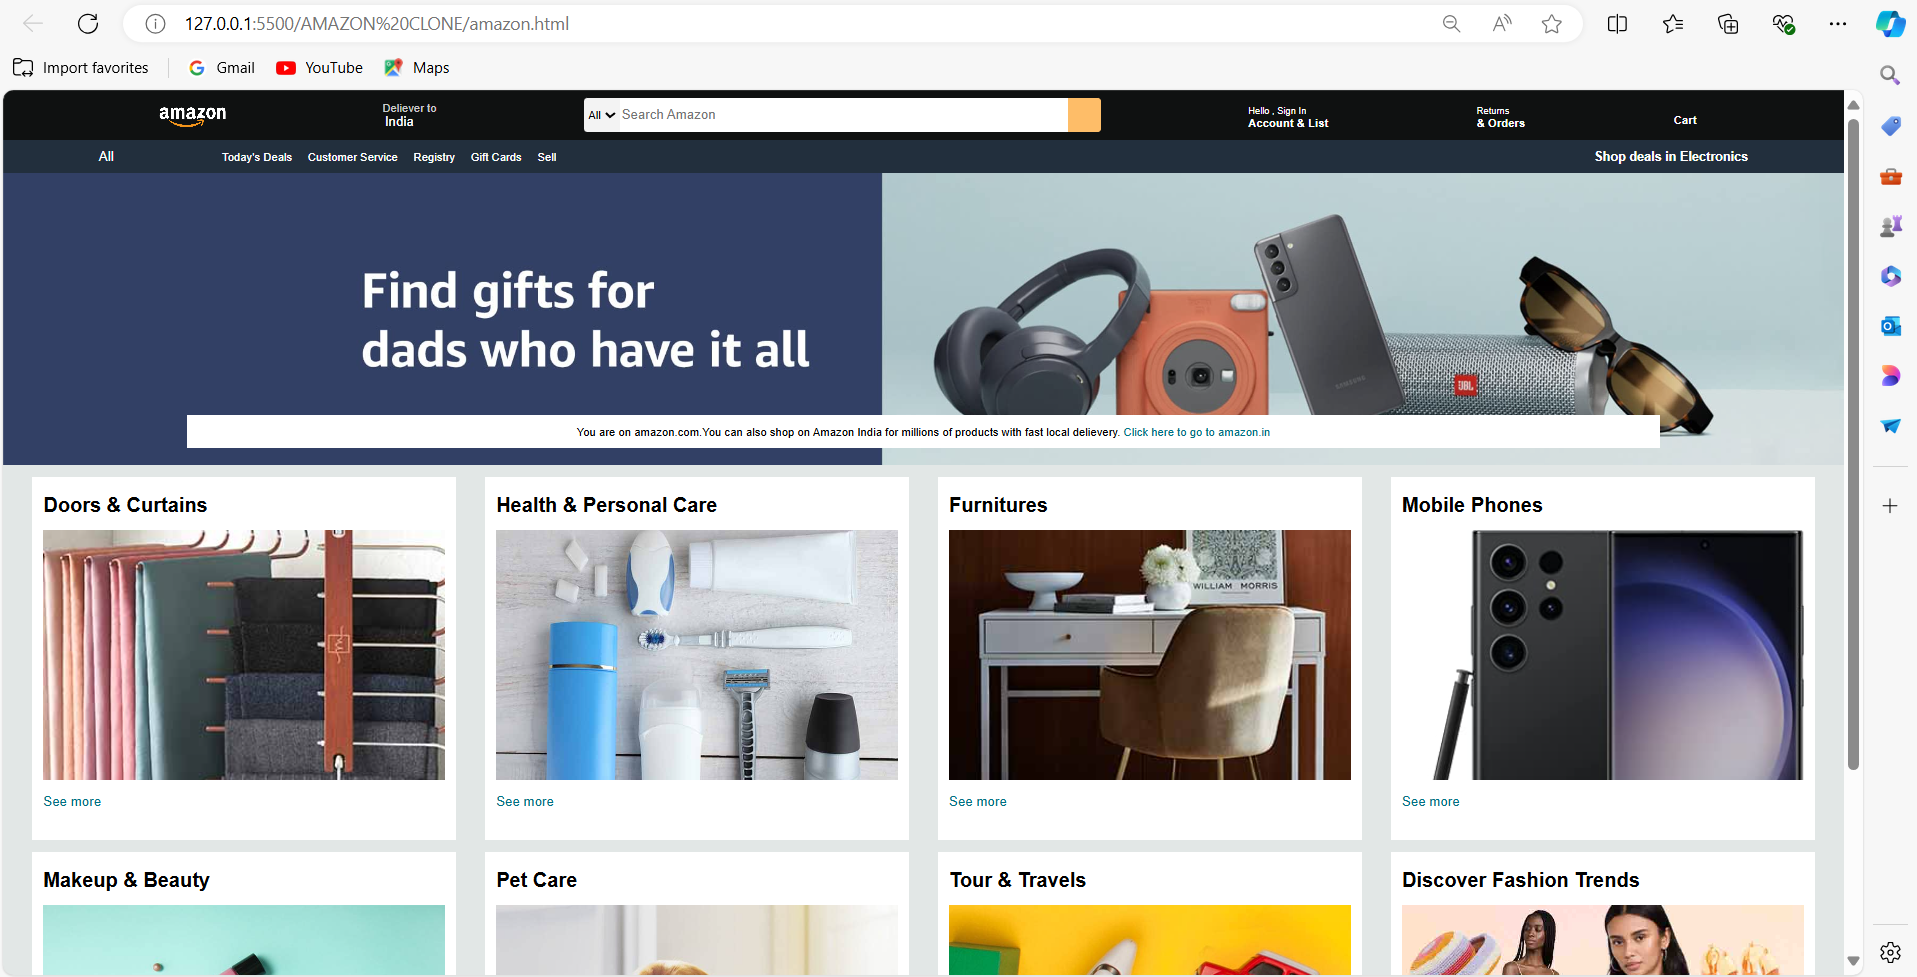 127.0.0.1:5500/AMAZON%20CLONE/amazon.html
Import favorites
Gmail
YouTube
Maps
amazon
Deliever to
India
All
Search Amazon
Hello , Sign In
Account & List
Returns
& Orders
Cart
All
Today's Deals
Customer Service
Registry
Gift Cards
Sell
Shop deals in Electronics
Find gifts for
dads who have it all
SAMSUNG
JBL
You are on amazon.com.You can also shop on Amazon India for millions of products with fast local delievery. Click here to go to amazon.in
Doors & Curtains
Health & Personal Care
Furnitures
Mobile Phones
WILLIAM MORRIS
See more
See more
See more
See more
Makeup & Beauty
Pet Care
Tour & Travels
Discover Fashion Trends